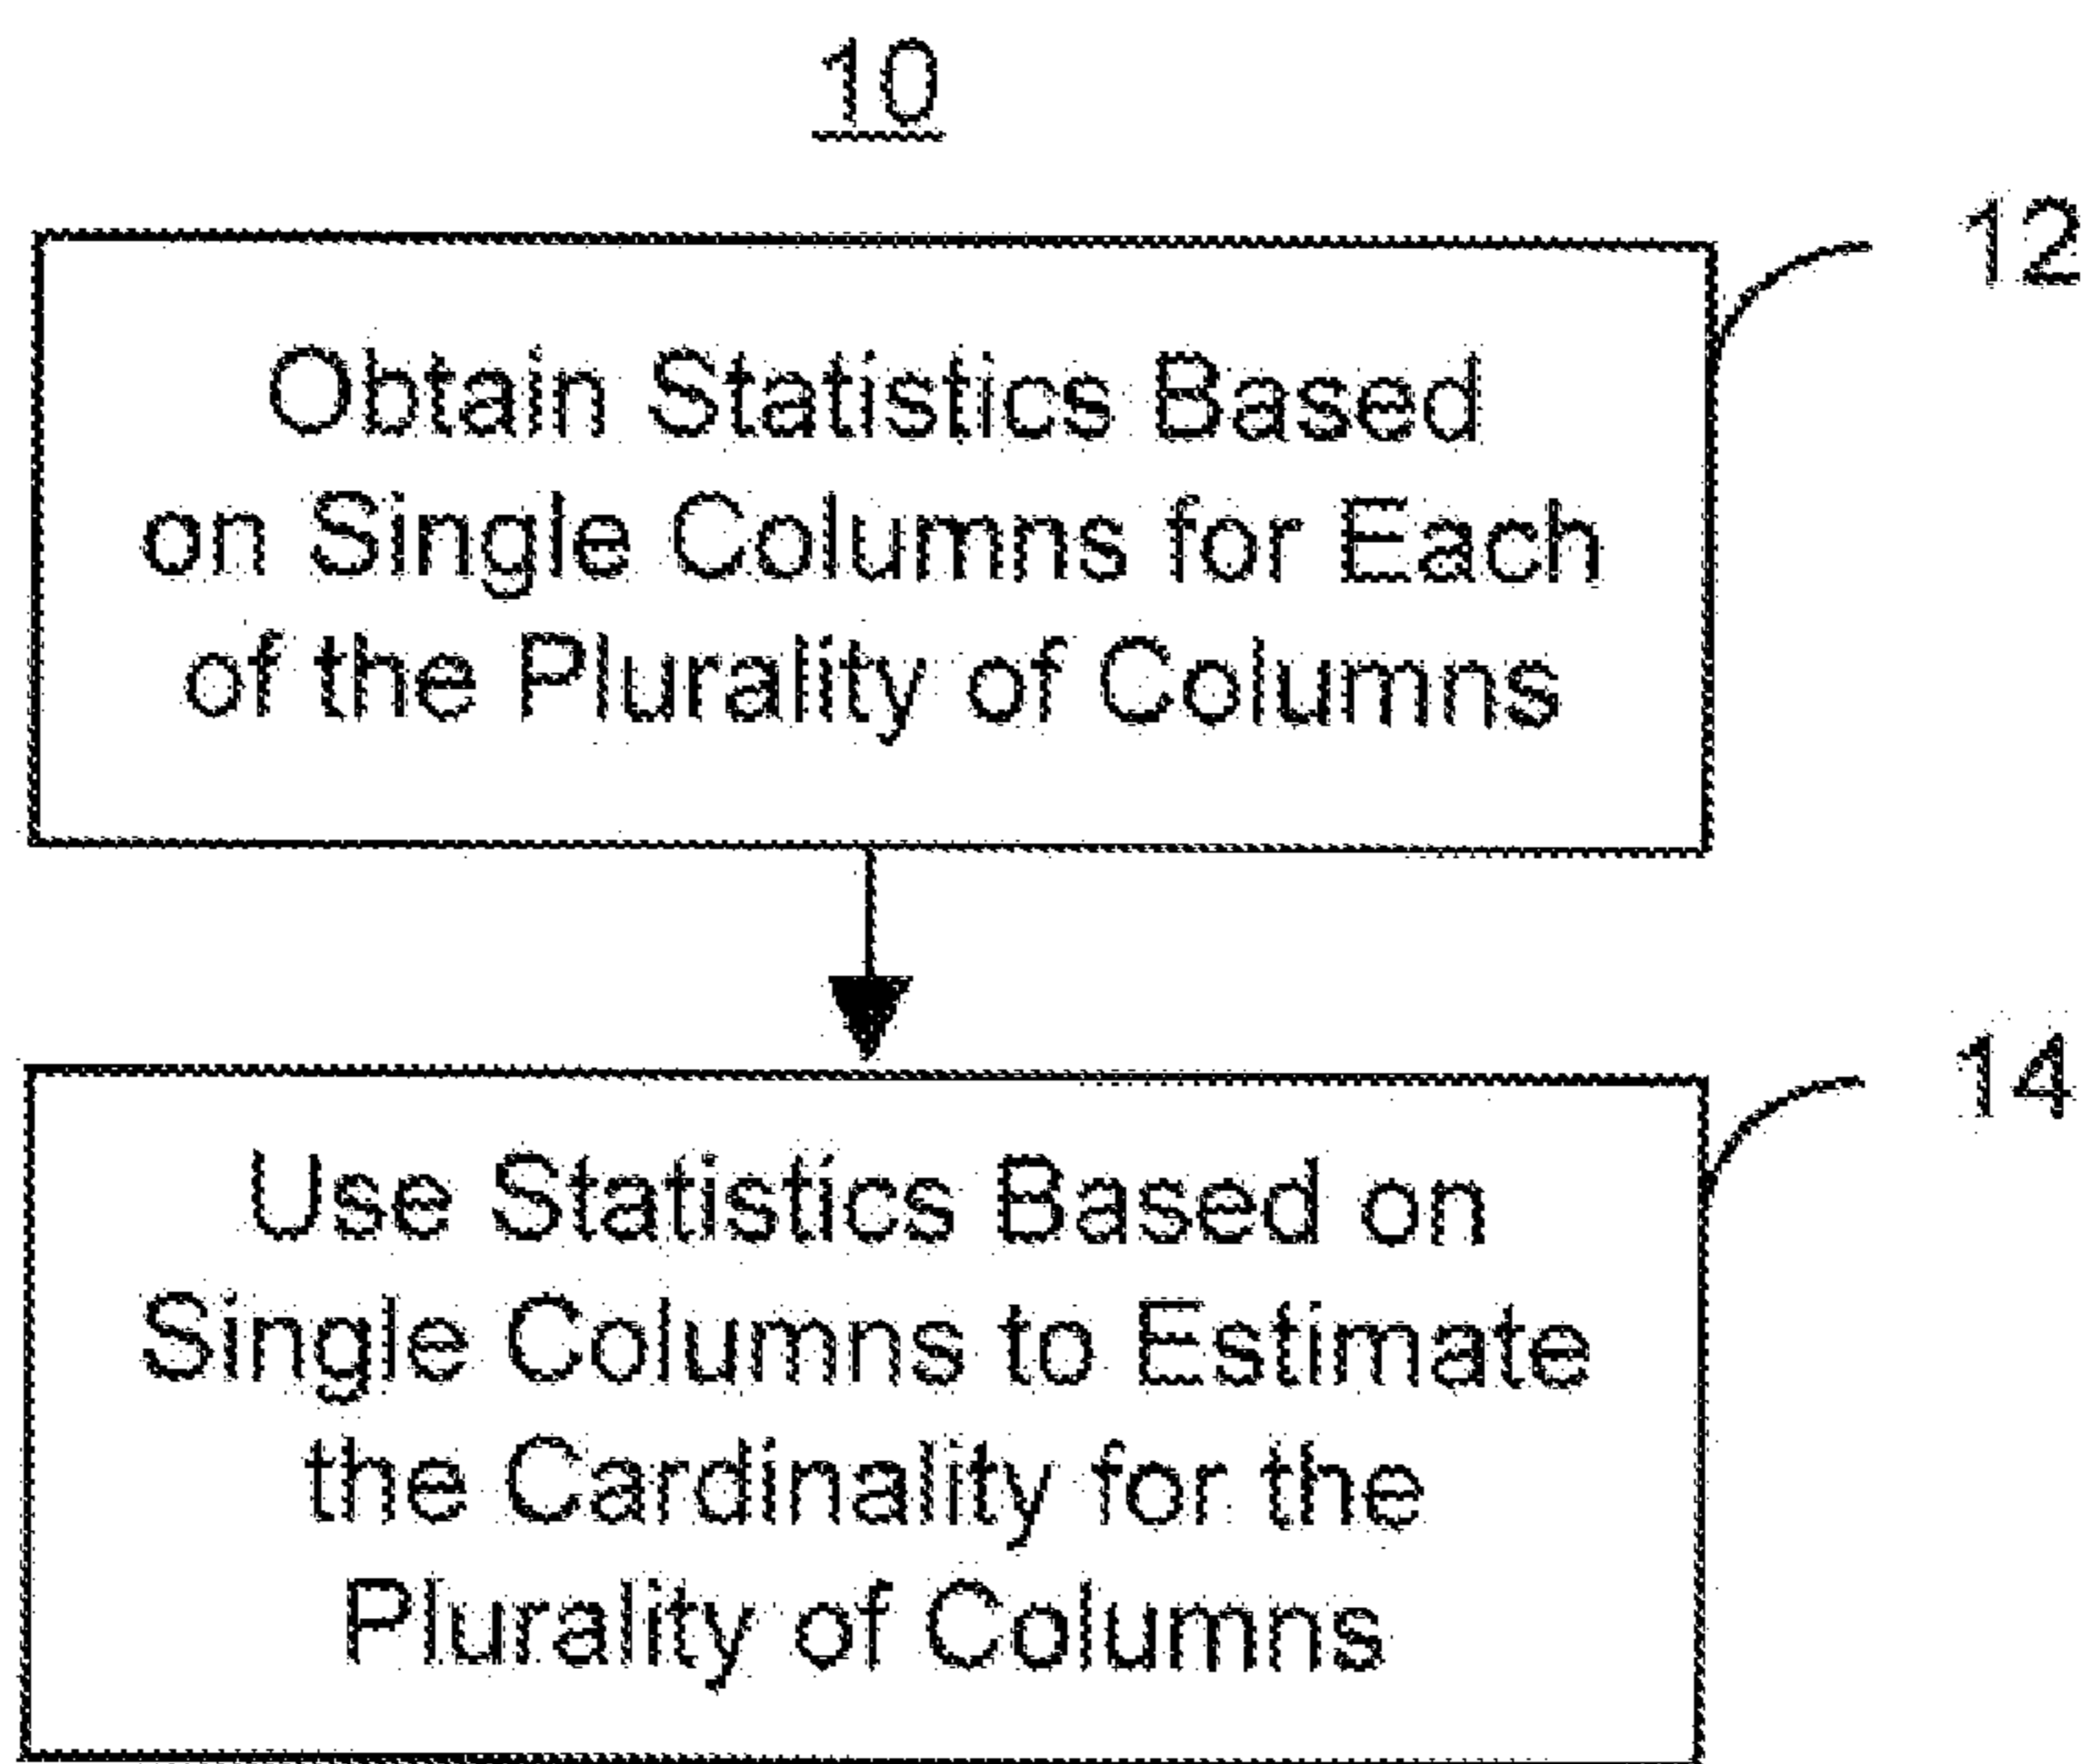 10
12
Obtain Statistics Based
on Single Columns for Each
of the Plurality of Columns
14
Use Statistics Based on
Single Columns to Estimate
the Cardinality for the
Plurality of Columns